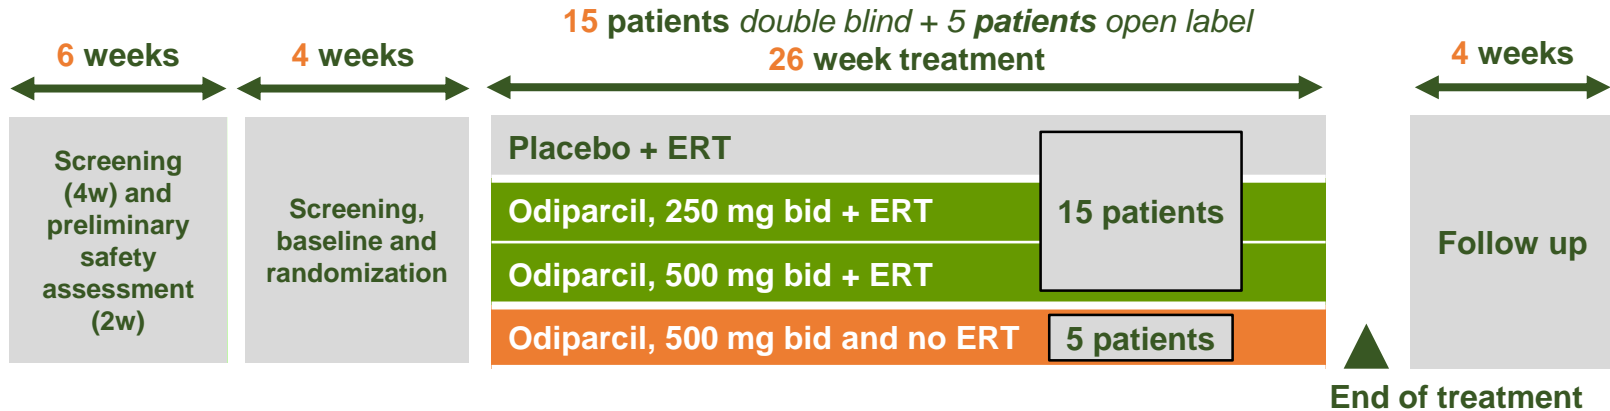 15 patients double blind + 5 patients open label
26 week treatment
6 weeks
4 weeks
4 weeks
Screening
(4w) and
preliminary
safety
assessment
(2w)
Screening,
baseline and
randomization
Placebo + ERT
Odiparcil, 250 mg bid + ERT
Odiparcil, 500 mg bid + ERT
15 patients
Odiparcil, 500 mg bid and no ERT
5 patients
End of treatment
Follow up